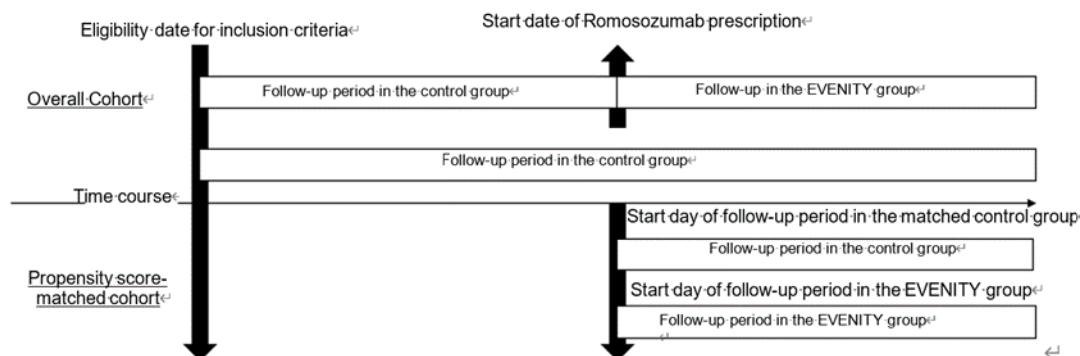 Eligibility date for inclusion criteria
Start date of Romosozumab prescription
Overall Cohort
Follow-up period in the control group
Follow-up in the EVENITY group
Follow-up period in the control group
Time course
Start day of follow-up period in the matched control group
Follow-up period in the control group
Propensity score-
matched cohort
Start day of follow-up period in the EVENITY group
Follow-up period in the EVENITY group